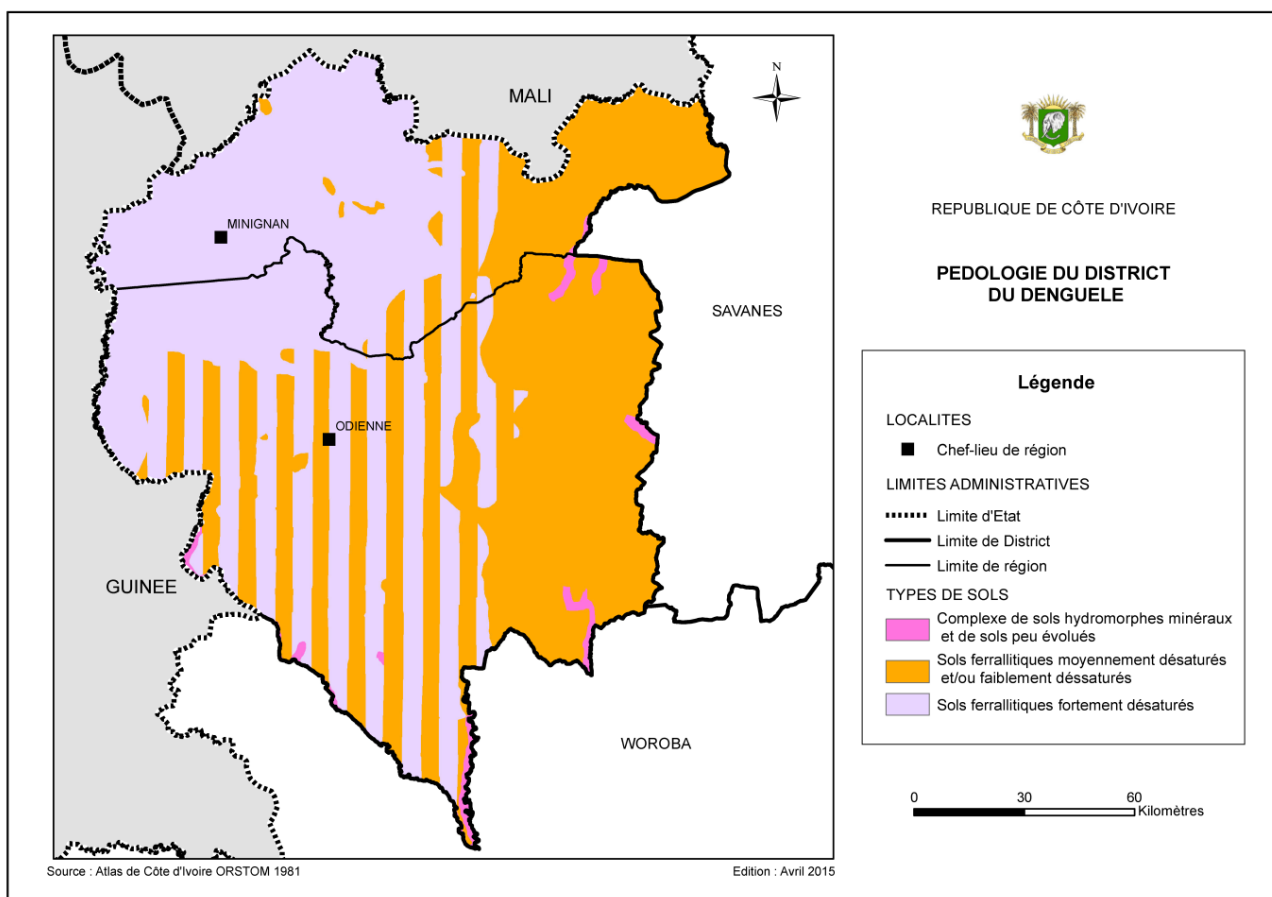 N
MALI
MINIGNAN
SAVANES
ODIENNE
GUINEE
WOROBA
Source : Atlas de Côte d'Ivoire ORSTOM 1981
Edition : Avril 2015
REPUBLIQUE DE CÔTE D'IVOIRE
PEDOLOGIE DU DISTRICT
DU DENGUELE
Légende
LOCALITES
Chef-lieu de région
LIMITES ADMINISTRATIVES
Limite d'Etat
Limite de District
Limite de région
TYPES DE SOLS
Complexe de sols hydromorphes minéraux
et de sols peu évolués
Sols ferrallitiques moyennement désaturés
et/ou faiblement déssaturés
Sols ferrallitiques fortement désaturés
0 30 60
Kilomètres